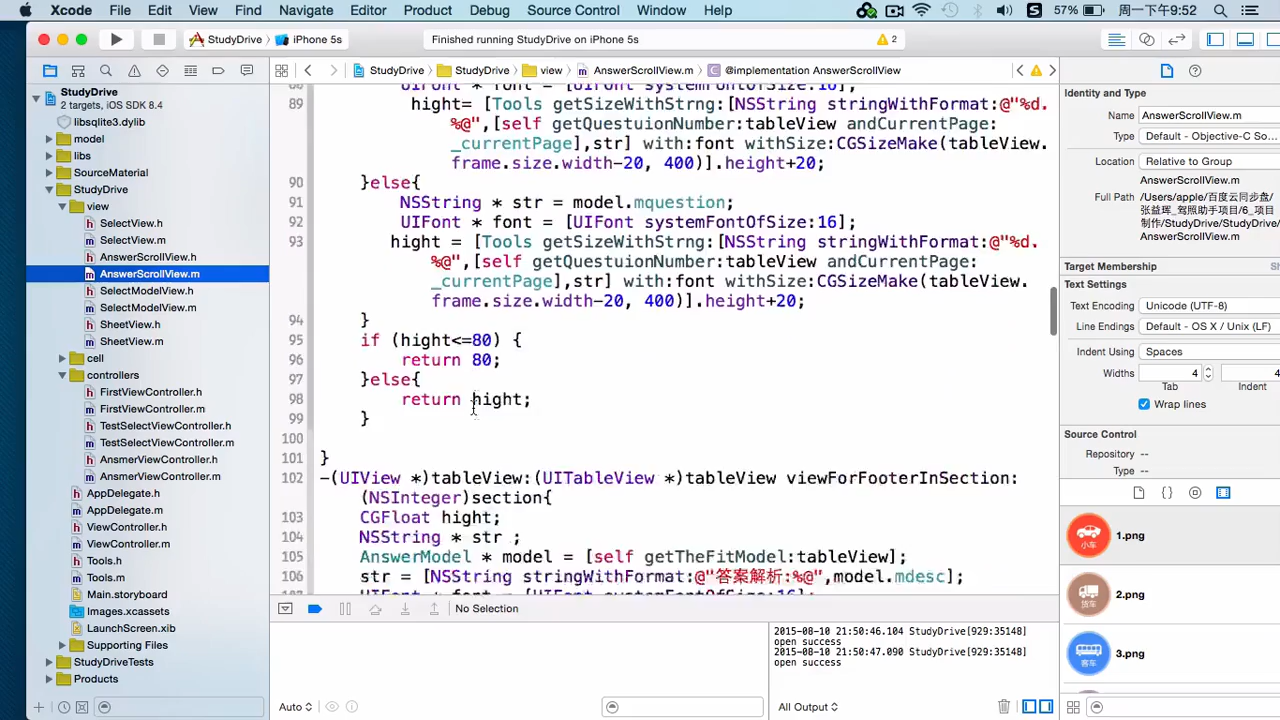 Xcode File Edit View Find Navigate Editor Product Debug Source Control Window Help 57% 周一下午9:52
StudyDrive iPhone 5s Finished running StudyDrive on iPhone 5s 2
StudyDrive StudyDrive view AnswerScrollView.m @implementation AnswerScrollView
StudyDrive
2 targets, iOS SDK 8.4
libsqlite3.dylib
model
libs
SourceMaterial
StudyDrive
view
SelectView.h
SelectView.m
AnswerScrollView.h
AnswerScrollView.m
SelectModelView.h
SelectModelView.m
SheetView.h
SheetView.m
cell
controllers
FirstViewController.h
FirstViewController.m
TestSelectViewController.h
TestSelectViewController.m
AnsmerViewController.h
AnsmerViewController.m
AppDelegate.h
AppDelegate.m
ViewController.h
ViewController.m
Tools.h
Tools.m
Main.storyboard
Images.xcassets
LaunchScreen.xib
Supporting Files
StudyDriveTests
Products
88 UIFont * font = [UIFont systemFontOfSize:16];
89 hight= [Tools getSizeWithStrng:[NSString stringWithFormat:@"%d.
%@",[self getQuestuionNumber:tableView andCurrentPage:
_currentPage],str] with:font withSize:CGSizeMake(tableView.
frame.size.width-20, 400)].height+20;
90 }else{
91 NSString * str = model.mquestion;
92 UIFont * font = [UIFont systemFontOfSize:16];
93 hight = [Tools getSizeWithStrng:[NSString stringWithFormat:@"%d.
%@",[self getQuestuionNumber:tableView andCurrentPage:
_currentPage],str] with:font withSize:CGSizeMake(tableView.
frame.size.width-20, 400)].height+20;
94 }
95 if (hight<=80) {
96 return 80;
97 }else{
98 return hight;
99 }
100
101 }
102 -(UIView *)tableView:(UITableView *)tableView viewForFooterInSection:
(NSInteger)section{
103 CGFloat hight;
104 NSString * str ;
105 AnswerModel * model = [self getTheFitModel:tableView];
106 str = [NSString stringWithFormat:@"答案解析:%@",model.mdesc];
107 UIFont * font = [UIFont systemFontOfSize:16];
No Selection
2015-08-10 21:50:46.104 StudyDrive[929:35148]
open success
2015-08-10 21:50:47.090 StudyDrive[929:35148]
open success
Auto All Output
Identity and Type
Name AnswerScrollView.m
Type Default - Objective-C So...
Location Relative to Group
AnswerScrollView.m
Full Path /Users/apple/百度云同步盘/
张益珲_驾照助手项目/6_项目
制作/StudyDrive/StudyDrive/
AnswerScrollView.m
Target Membership
Text Settings
Text Encoding Unicode (UTF-8)
Line Endings Default - OS X / Unix (LF)
Indent Using Spaces
Widths 4 4
Tab Indent
Wrap lines
Source Control
Repository --
Type --
小车 1.png
货车 2.png
客车 3.png